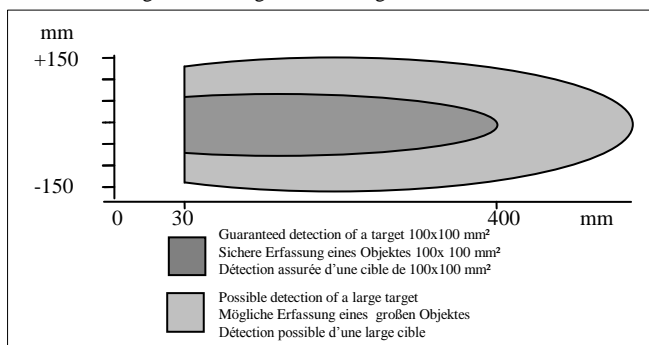 mm
+150
-150
0 30 400 mm
Guaranteed detection of a target 100x100 mm²
Sichere Erfassung eines Objektes 100x 100 mm²
Détection assurée d'une cible de 100x100 mm²
Possible detection of a large target
Mögliche Erfassung eines großen Objektes
Détection possible d'une large cible